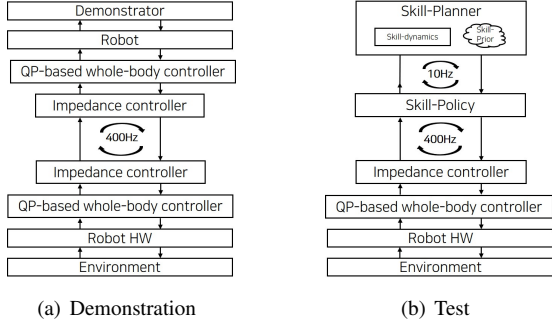 Demonstrator
Robot
QP-based whole-body controller
Impedance controller
400Hz
Impedance controller
QP-based whole-body controller
Robot HW
Environment
(a) Demonstration
Skill-Planner
Skill-dynamics
Skill-
Prior
10Hz
Skill-Policy
400Hz
Impedance controller
QP-based whole-body controller
Robot HW
Environment
(b) Test